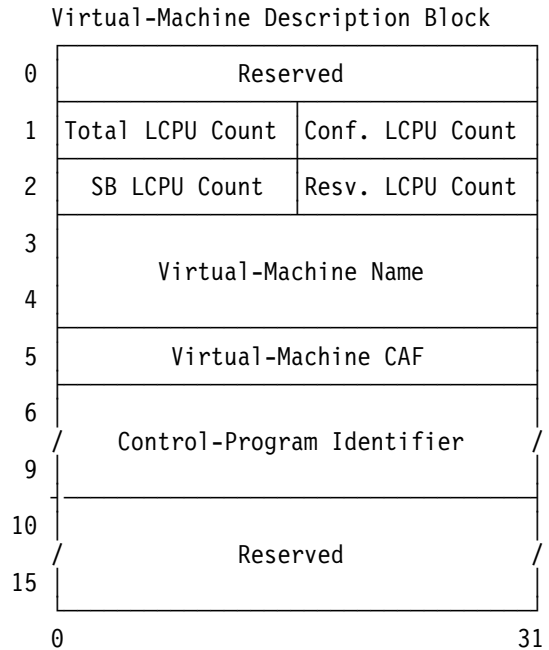 Virtual-Machine Description Block
0 Reserved
1 Total LCPU Count Conf. LCPU Count
2 SB LCPU Count Resv. LCPU Count
3
Virtual-Machine Name
4
5 Virtual-Machine CAF
6
/ Control-Program Identifier /
9
10
/ Reserved /
15
0 31